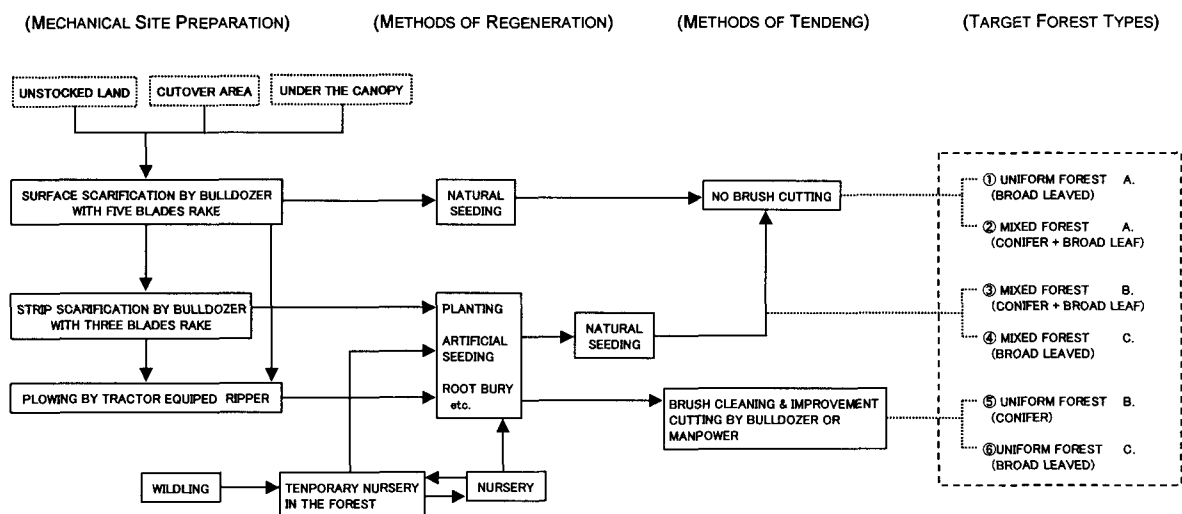 (MECHANICAL SITE PREPARATION)
(METHODS OF REGENERATION)
(METHODS OF TENDENG)
(TARGET FOREST TYPES)
UNSTOCKED LAND
CUTOVER AREA
UNDER THE CANOPY
SURFACE SCARIFICATION BY BULLDOZER
WITH FIVE BLADES RAKE
NATURAL
SEEDING
NO BRUSH CUTTING
① UNIFORM FOREST A.
(BROAD LEAVED)
② MIXED FOREST A.
(CONIFER + BROAD LEAF)
STRIP SCARIFICATION BY BULLDOZER
WITH THREE BLADES RAKE
PLANTING
ARTIFICIAL
SEEDING
ROOT BURY
etc.
NATURAL
SEEDING
③ MIXED FOREST B.
(CONIFER + BROAD LEAF)
④ MIXED FOREST C.
(BROAD LEAVED)
PLOWING BY TRACTOR EQUIPED RIPPER
BRUSH CLEANING & IMPROVEMENT
CUTTING BY BULLDOZER OR
MANPOWER
⑤ UNIFORM FOREST B.
(CONIFER)
⑥UNIFORM FOREST C.
(BROAD LEAVED)
WILDLING
TENPORARY NURSERY
IN THE FOREST
NURSERY